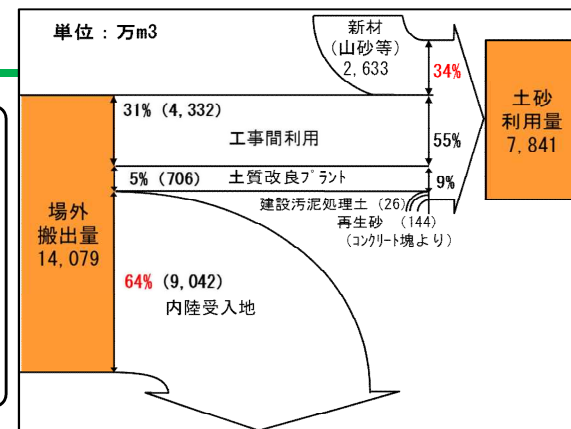 単位：万m3
新材
(山砂等)
2,633
34%
土砂
利用量
7,841
31% (4,332)
工事間利用
55%
5% (706)
土質改良ﾌﾟﾗﾝﾄ
9%
建設汚泥処理土 (26)
再生砂 (144)
(ｺﾝｸﾘｰﾄ塊より)
場外
搬出量
14,079
64% (9,042)
内陸受入地